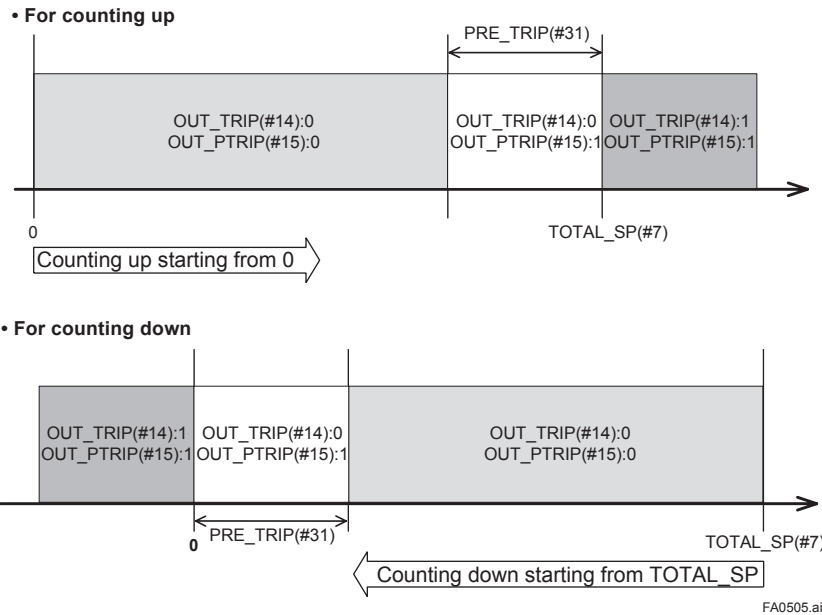 • For counting up
PRE_TRIP(#31)
OUT_TRIP(#14):0
OUT_PTRIP(#15):0
OUT_TRIP(#14):0
OUT_PTRIP(#15):1
OUT_TRIP(#14):1
OUT_PTRIP(#15):1
0
TOTAL_SP(#7)
Counting up starting from 0
• For counting down
OUT_TRIP(#14):1
OUT_PTRIP(#15):1
OUT_TRIP(#14):0
OUT_PTRIP(#15):1
OUT_TRIP(#14):0
OUT_PTRIP(#15):0
0
PRE_TRIP(#31)
TOTAL_SP(#7)
Counting down starting from TOTAL_SP
FA0505.ai